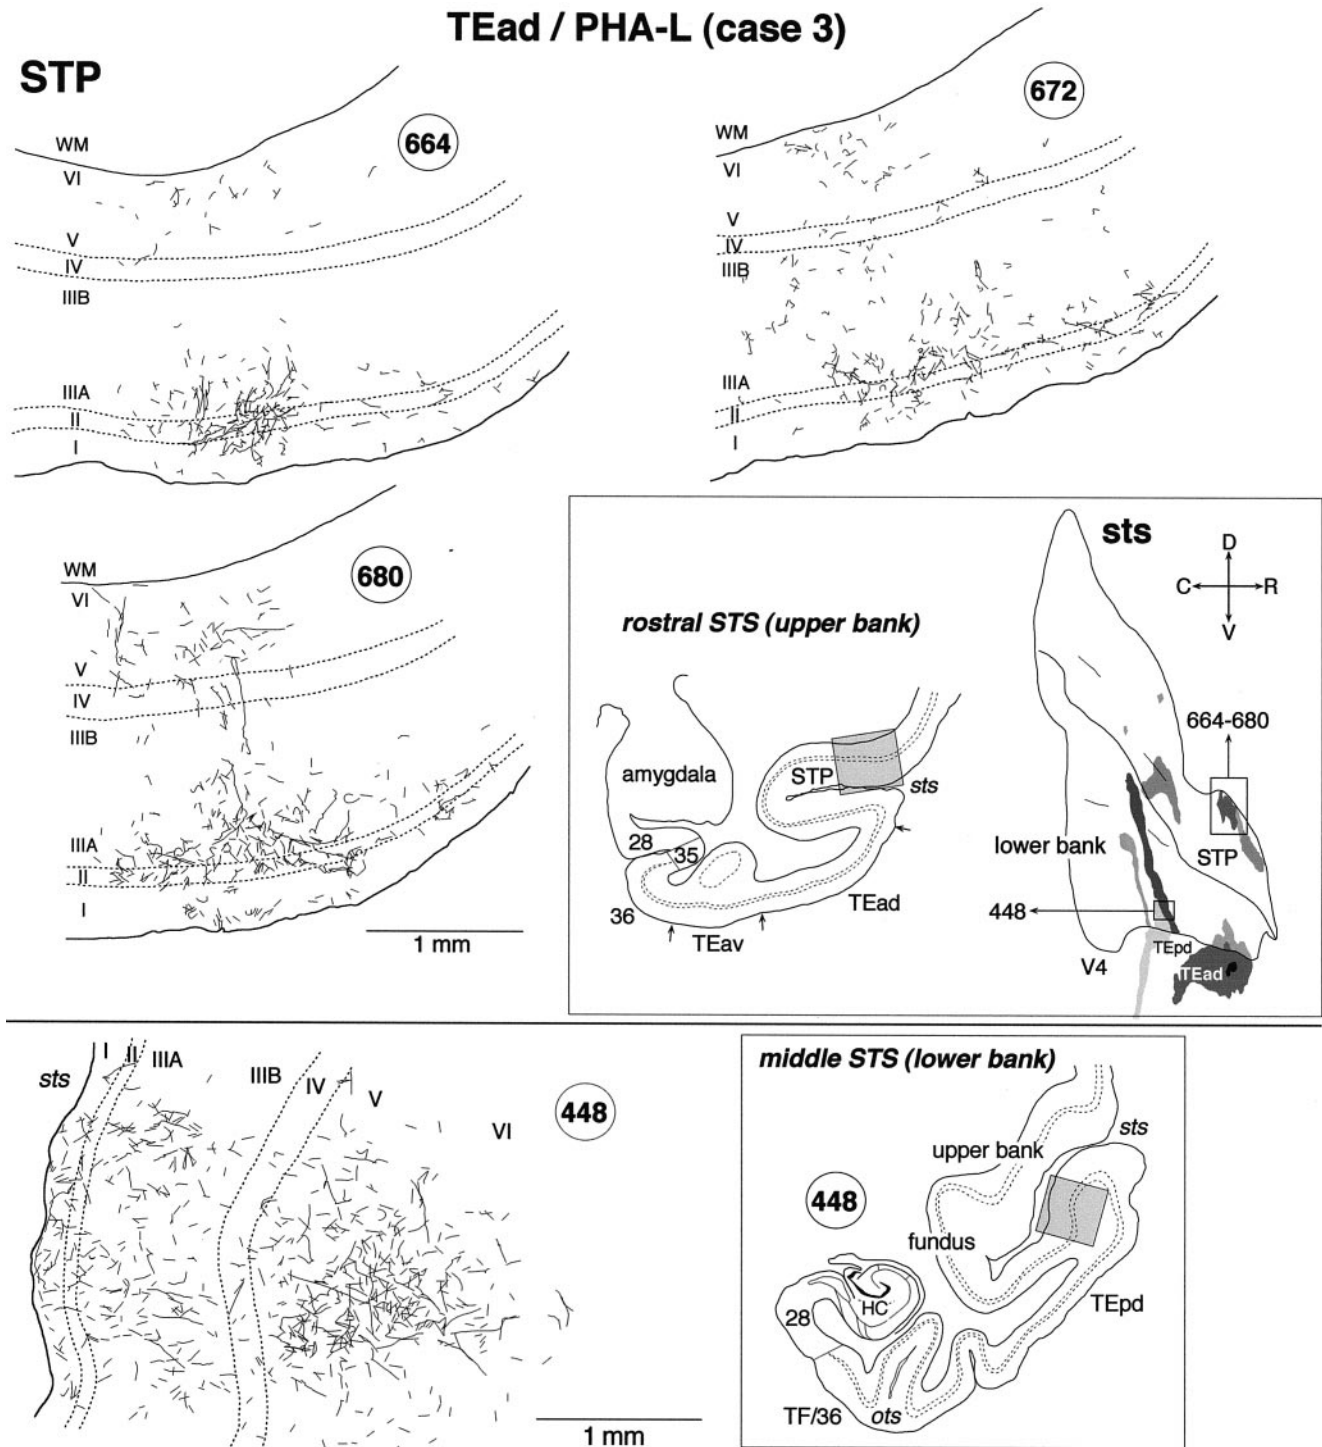 TEad / PHA-L (case 3)
STP
664
WM
VI
V
IV
IIIB
IIIA
II
I
672
WM
VI
V
IV
IIIB
IIIA
II
I
680
WM
VI
V
IV
IIIB
IIIA
II
I
1 mm
sts
D
C R
V
rostral STS (upper bank)
664-680
amygdala
STP
sts
28
35
lower bank
STP
36
TEad
448
TEav
V4
TEpd
TEad
sts
I
II
IIIA
IIIB
IV
V
VI
448
1 mm
middle STS (lower bank)
sts
upper bank
448
fundus
HC
28
TEpd
TF/36
ots